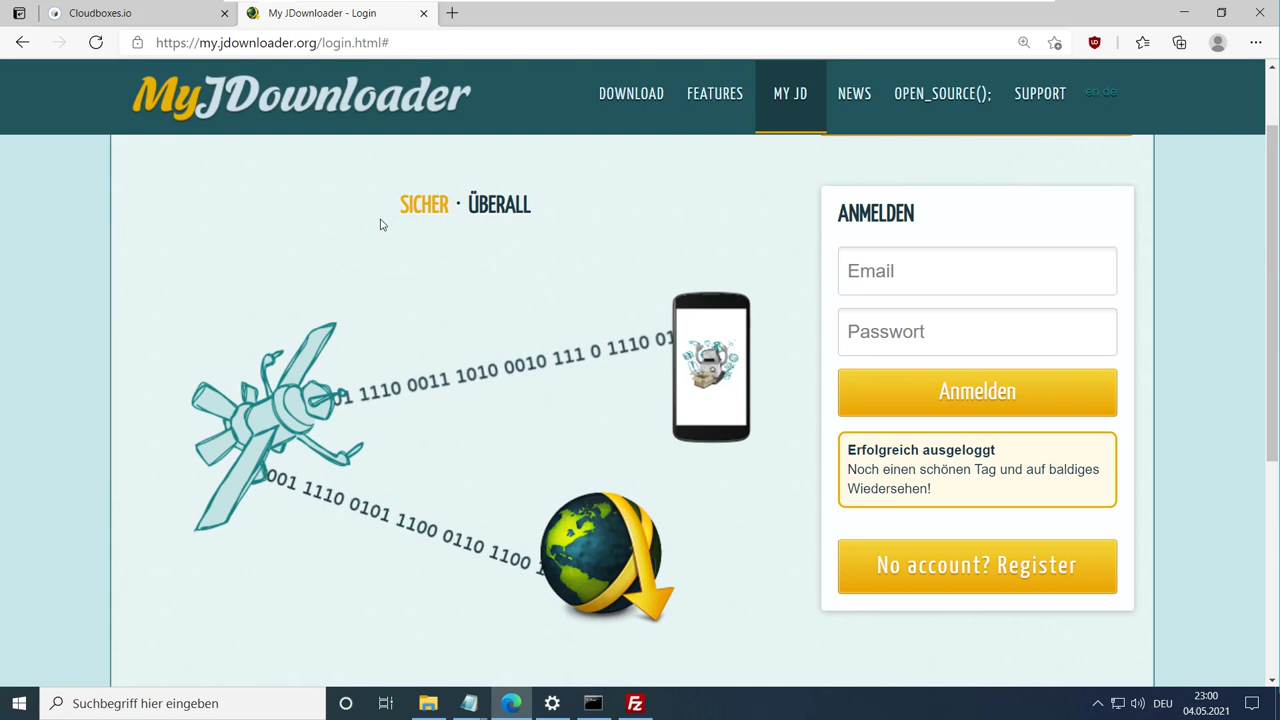 Cloudboxes.io
My JDownloader - Login
https://my.jdownloader.org/login.html#
MyJDownloader
DOWNLOAD
FEATURES
MY JD
NEWS
OPEN_SOURCE();
SUPPORT
en de
SICHER · ÜBERALL
01 1110 0011 1010 0010 111 0 1110 01
001 1110 0101 1100 0110 1100
ANMELDEN
Email
Passwort
Anmelden
Erfolgreich ausgeloggt
Noch einen schönen Tag und auf baldiges
Wiedersehen!
No account? Register
Suchbegriff hier eingeben
DEU
23:00
04.05.2021